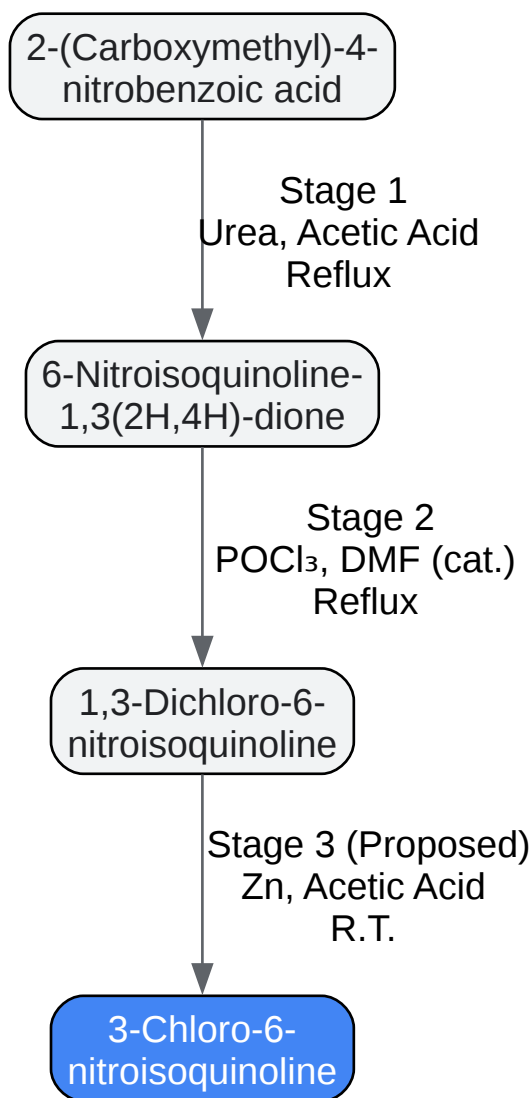 2-(Carboxymethyl)-4-
nitrobenzoic acid
Stage 1
Urea, Acetic Acid
Reflux
6-Nitroisoquinoline-
1,3(2H,4H)-dione
Stage 2
POCl₃, DMF (cat.)
Reflux
1,3-Dichloro-6-
nitroisoquinoline
Stage 3 (Proposed)
Zn, Acetic Acid
R.T.
3-Chloro-6-
nitroisoquinoline